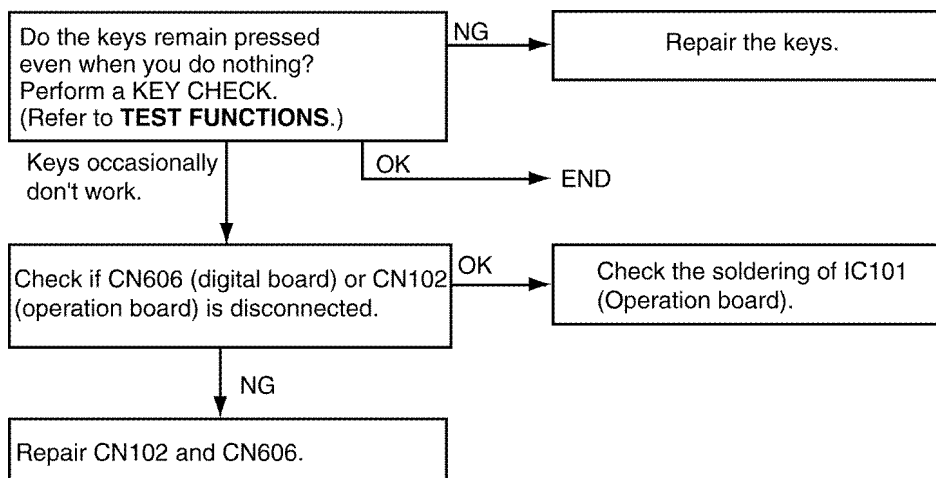 Do the keys remain pressed
even when you do nothing?
Perform a KEY CHECK.
(Refer to TEST FUNCTIONS.)
NG
Repair the keys.
Keys occasionally
don't work.
OK
END
Check if CN606 (digital board) or CN102
(operation board) is disconnected.
OK
Check the soldering of IC101
(Operation board).
NG
Repair CN102 and CN606.